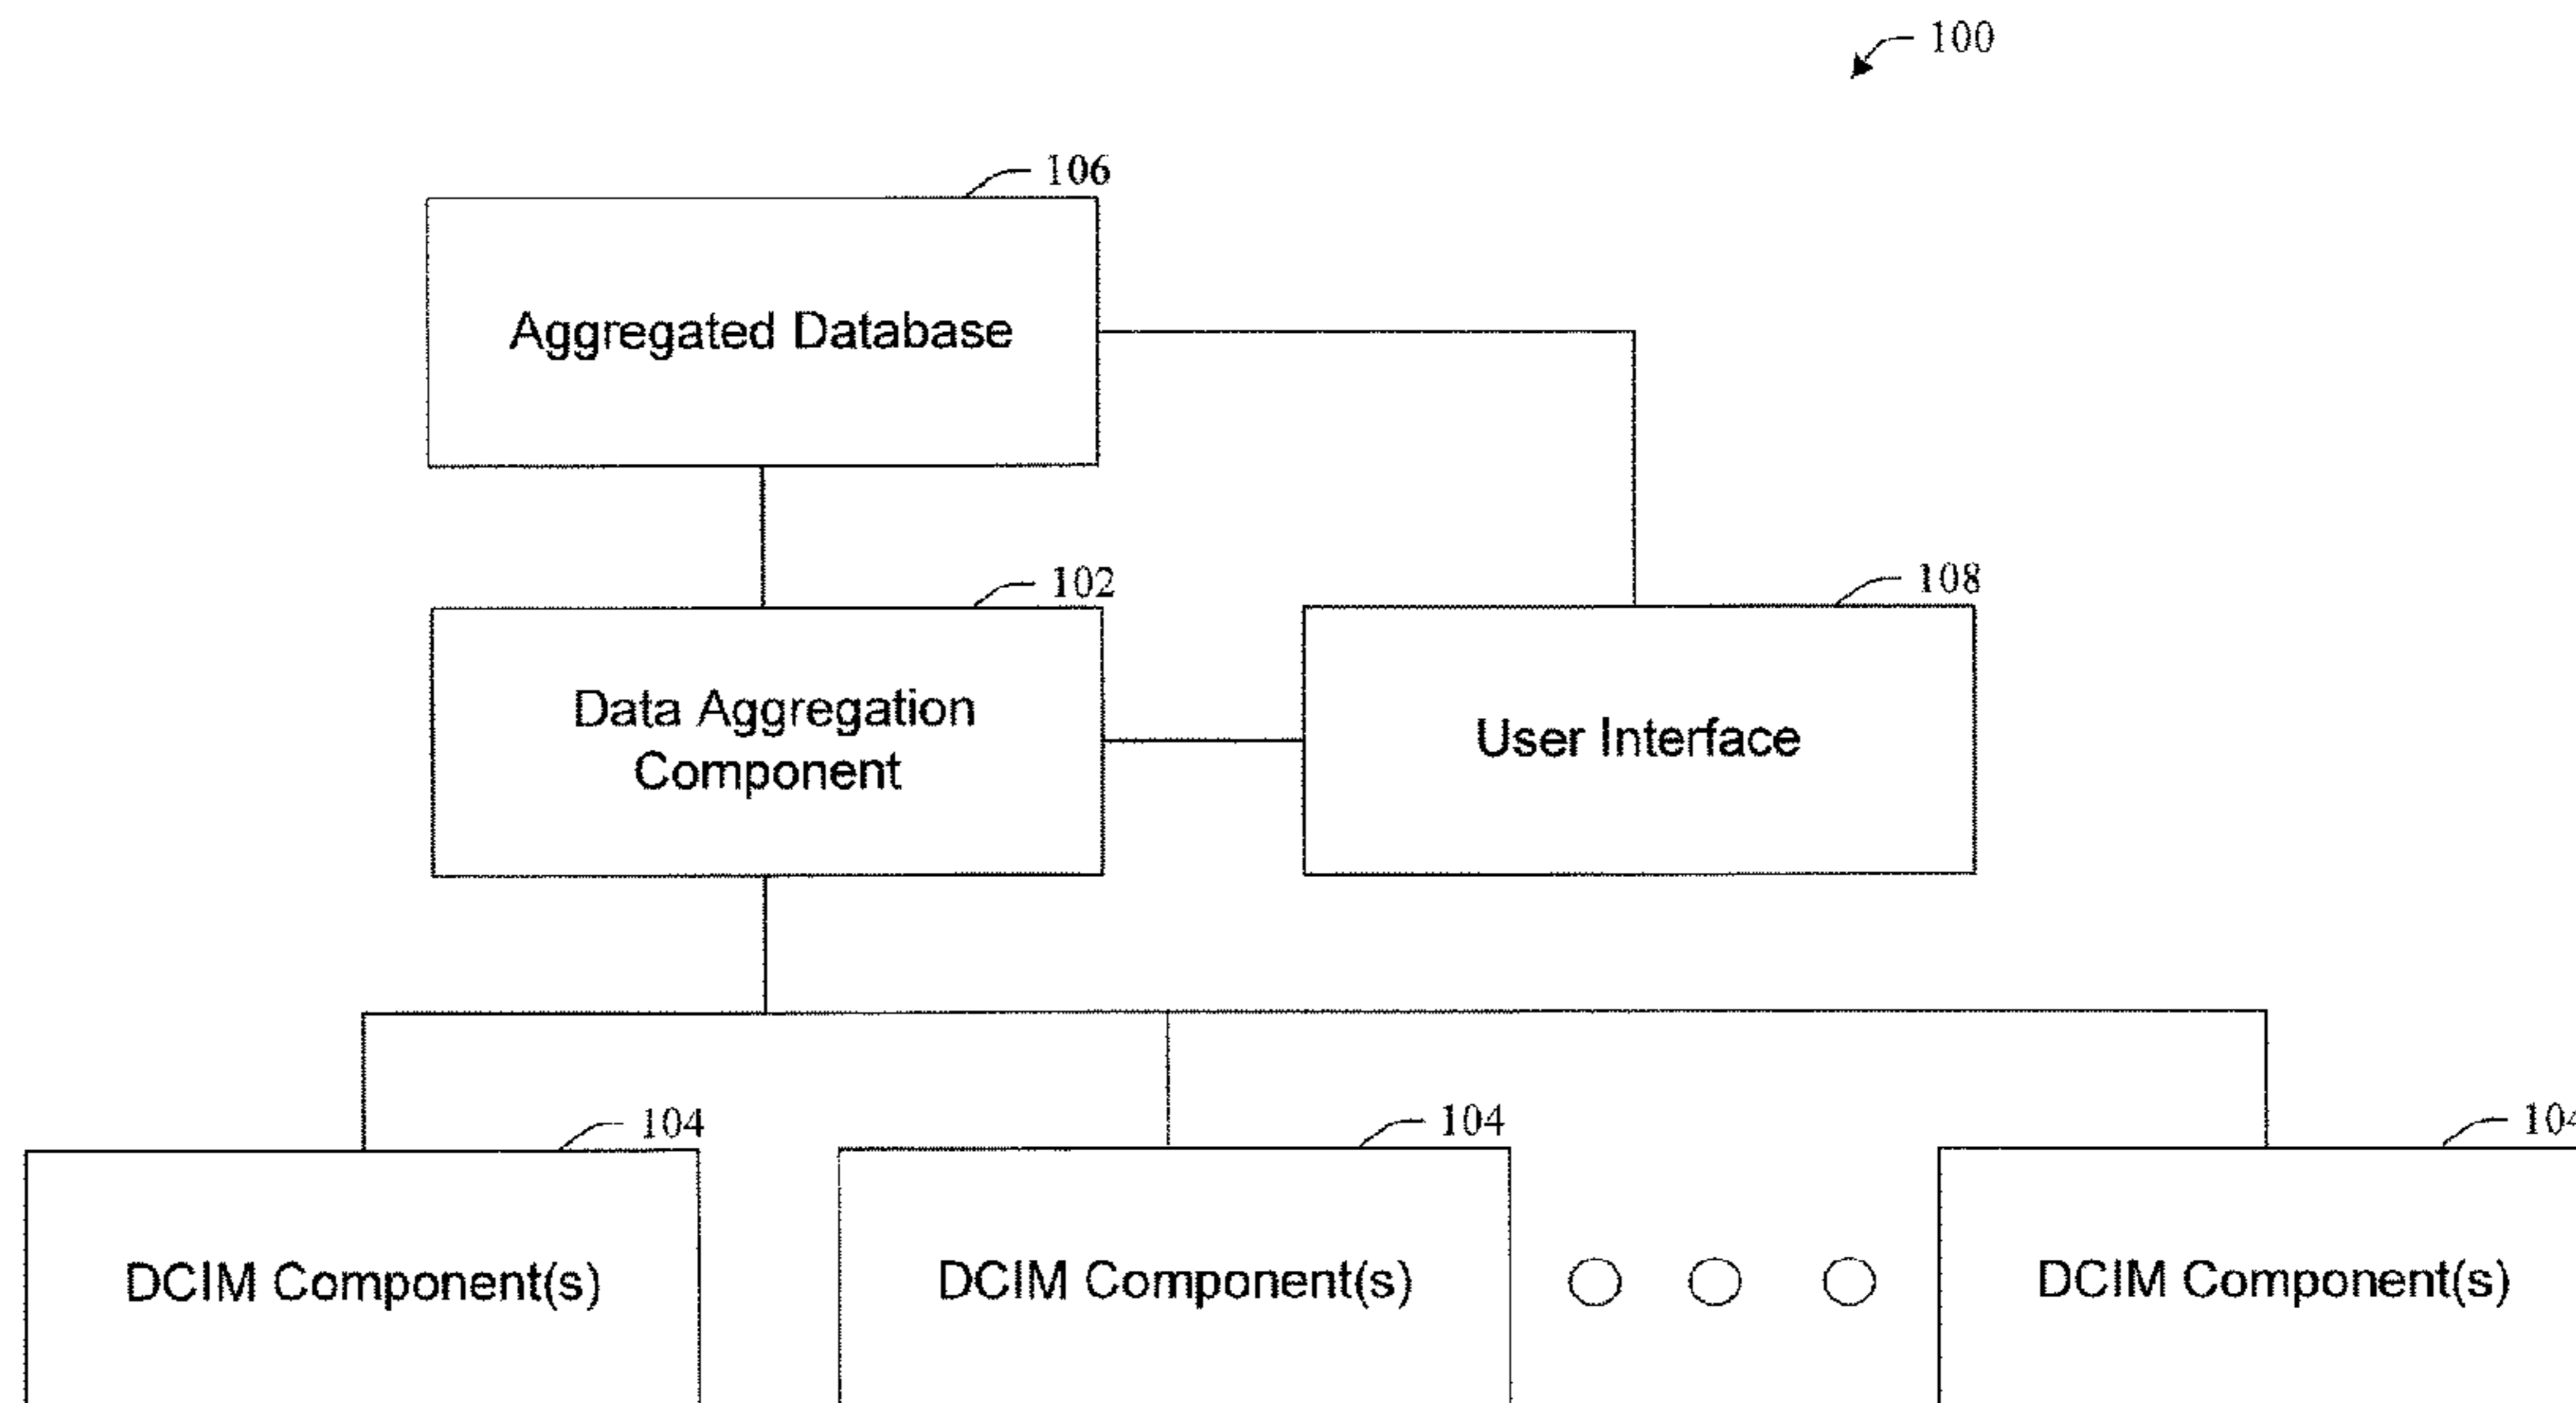 100
106
Aggregated Database
102
108
Data Aggregation
Component
User Interface
104
104
104
DCIM Component(s)
DCIM Component(s)
DCIM Component(s)